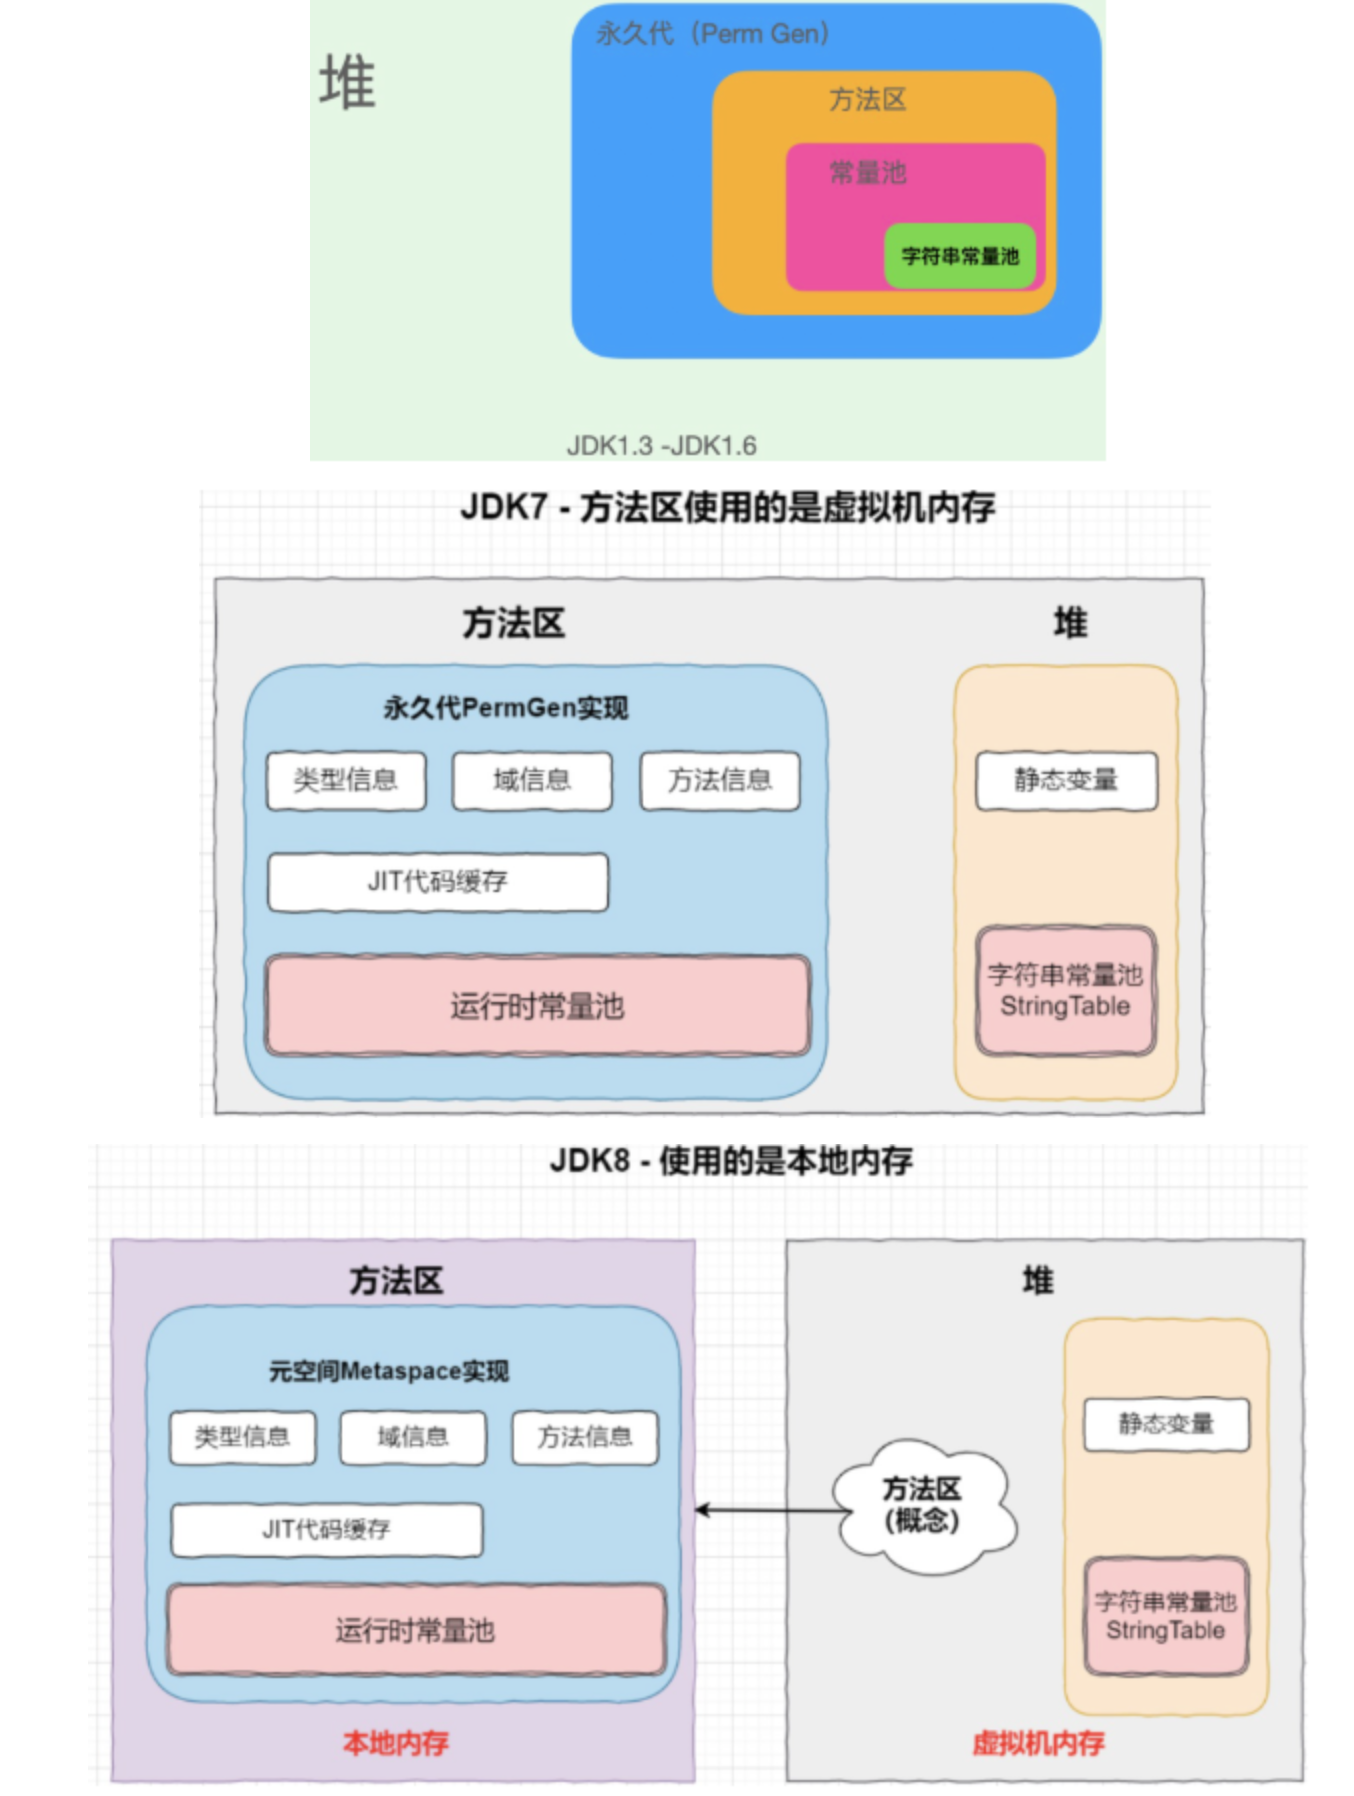 永久代（Perm Gen）
堆
方法区
常量池
字符串常量池
JDK1.3 -JDK1.6
JDK7 - 方法区使用的是虚拟机内存
方法区
堆
永久代PermGen实现
类型信息
域信息
方法信息
静态变量
JIT代码缓存
运行时常量池
字符串常量池
StringTable
JDK8 - 使用的是本地内存
方法区
堆
元空间Metaspace实现
类型信息
域信息
方法信息
静态变量
方法区
（概念）
JIT代码缓存
运行时常量池
字符串常量池
StringTable
本地内存
虚拟机内存